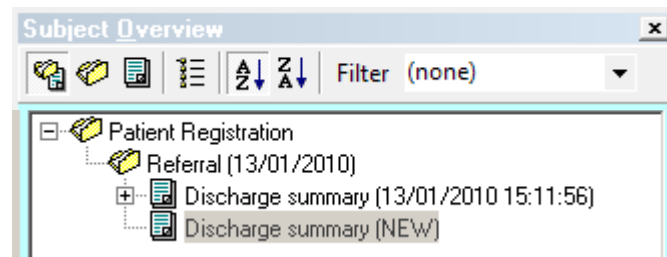 Subject Overview
A Z Z A Filter (none)
Patient Registration
Referral (13/01/2010)
Discharge summary (13/01/2010 15:11:56)
Discharge summary (NEW)